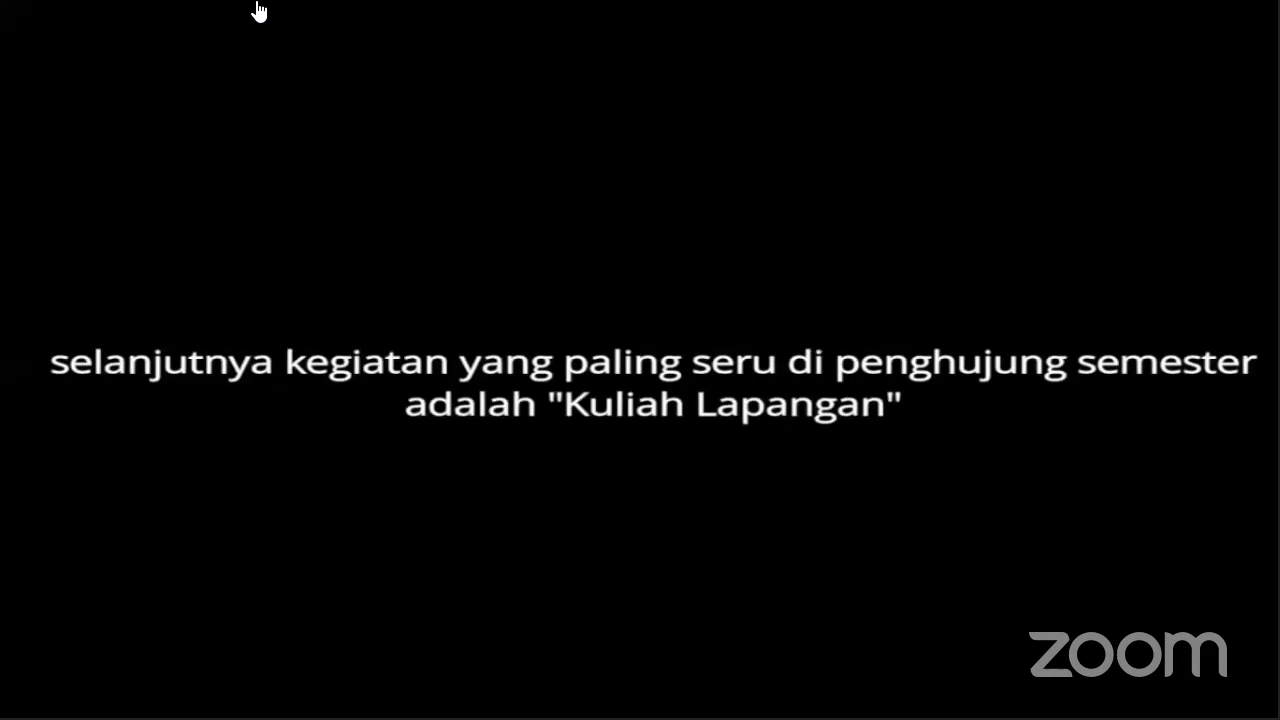 selanjutnya kegiatan yang paling seru di penghujung semester
adalah "Kuliah Lapangan"
zoom